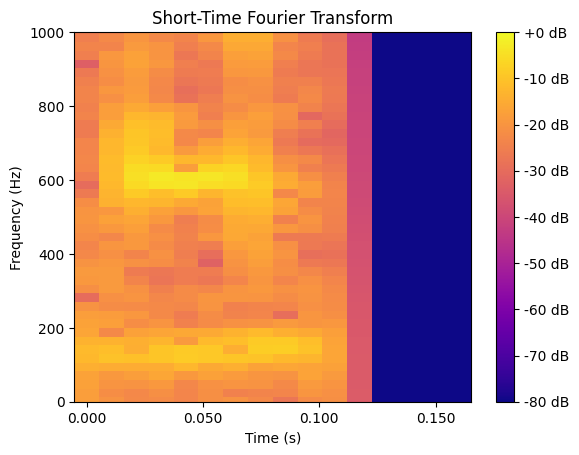 Short-Time Fourier Transform
1000
800
600
400
200
0
Frequency (Hz)
0.000
0.050
0.100
0.150
Time (s)
+0 dB
-10 dB
-20 dB
-30 dB
-40 dB
-50 dB
-60 dB
-70 dB
-80 dB